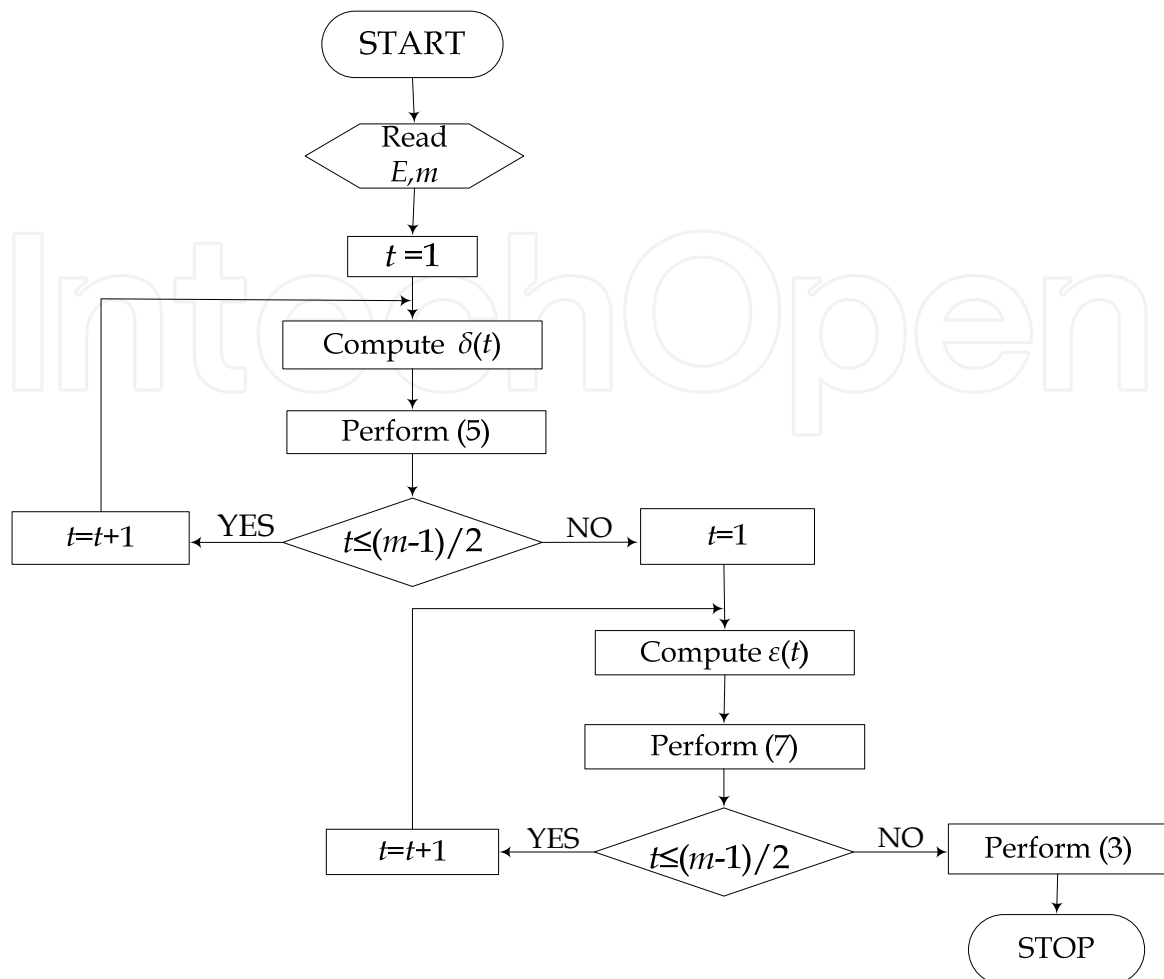 START
Read
E,m
IntechOpen
t =1
Compute δ(t)
Perform (5)
t=t+1
YES
t≤(m-1)/2
NO
t=1
Compute ε(t)
Perform (7)
t=t+1
YES
t≤(m-1)/2
NO
Perform (3)
STOP